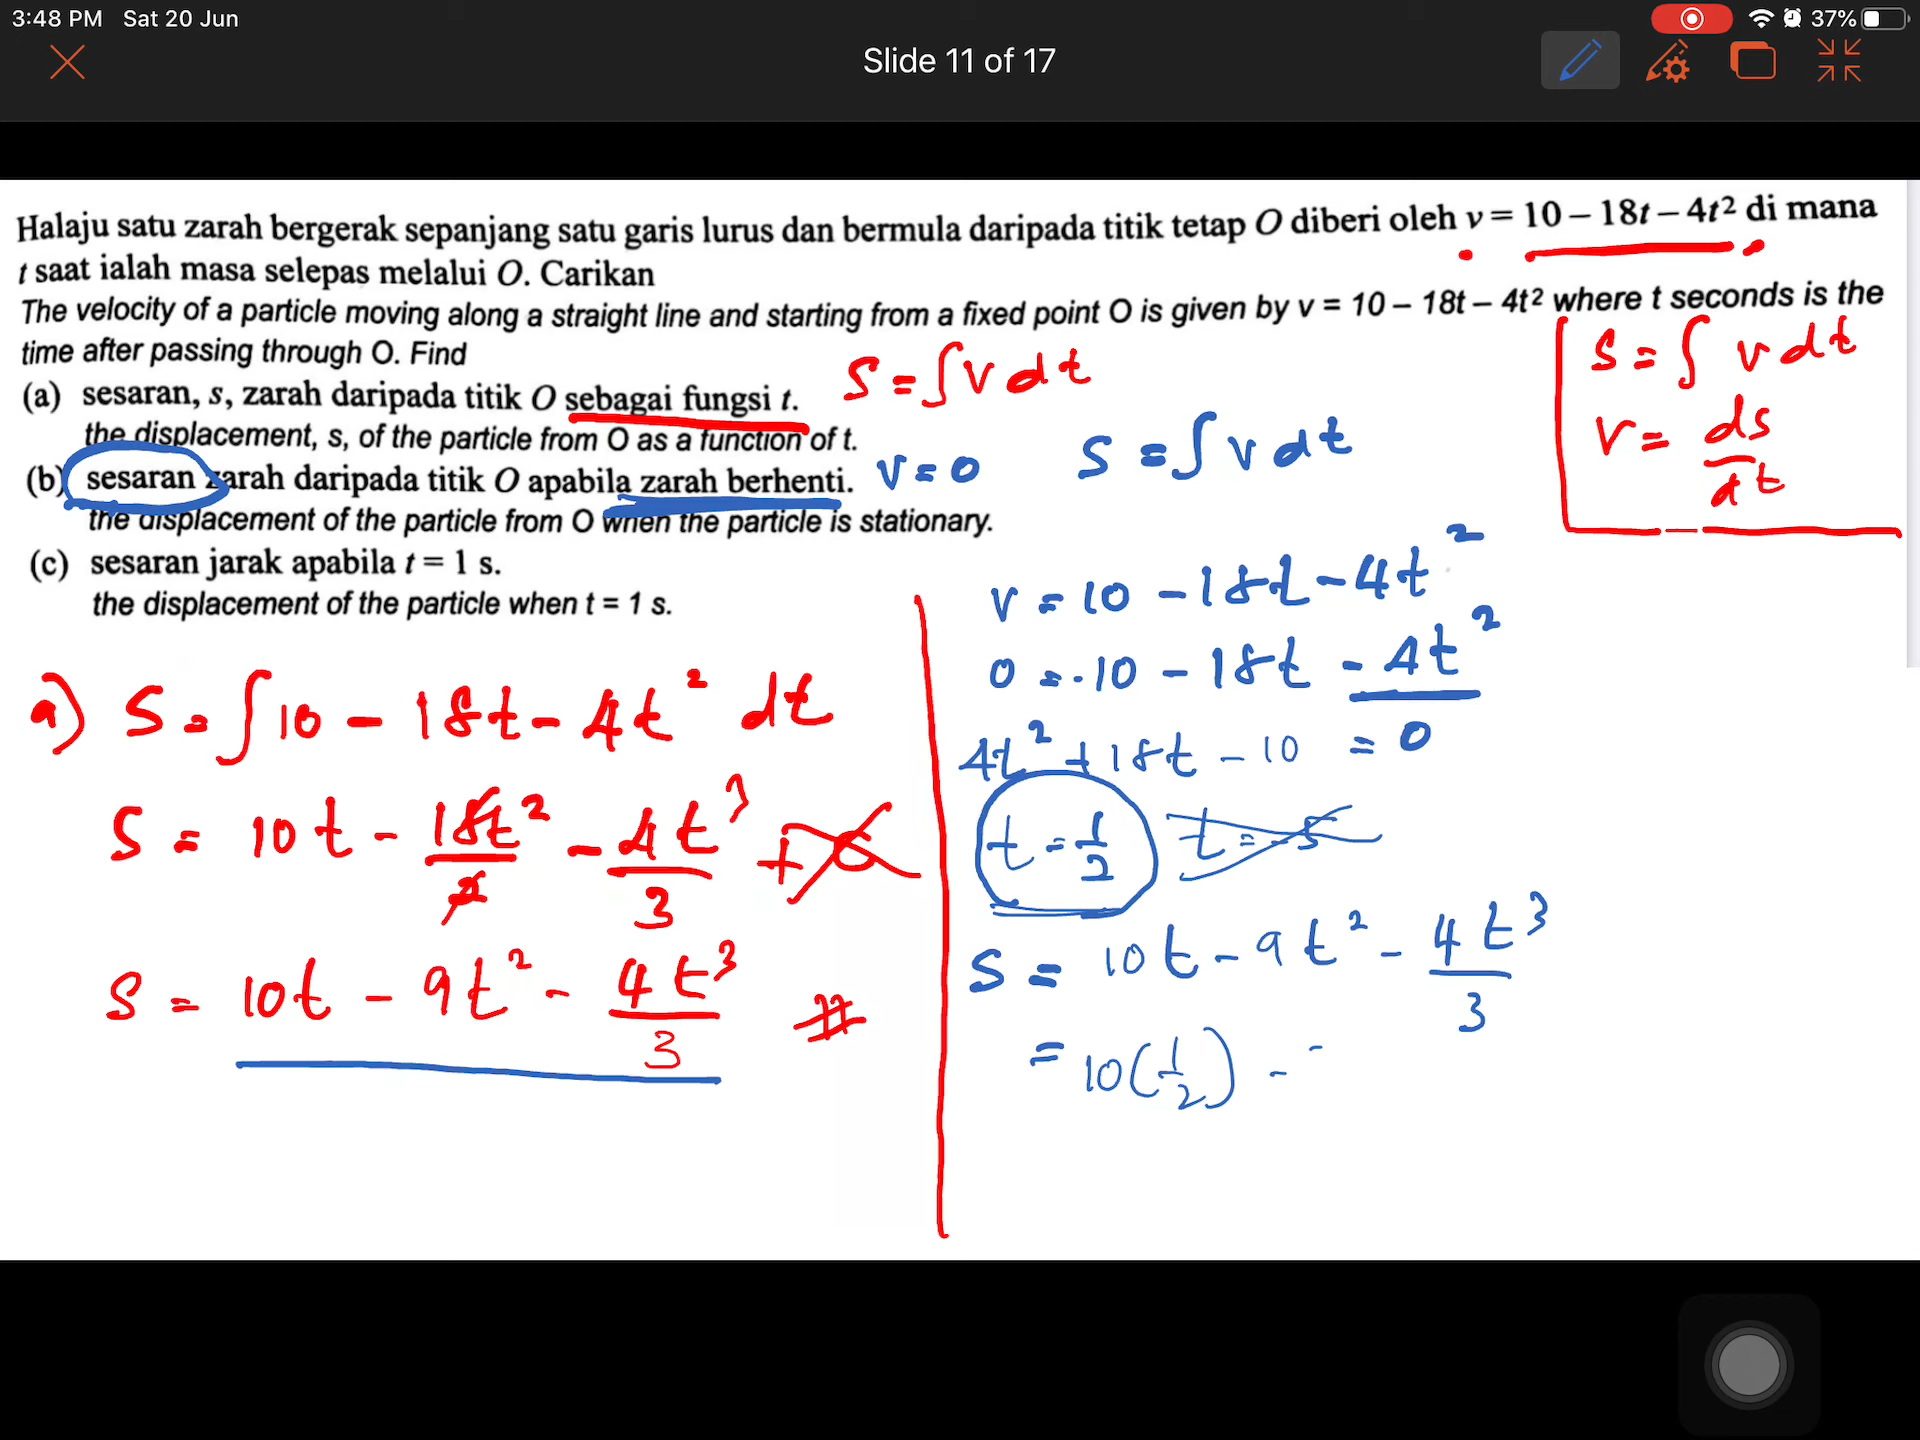 3:48 PM Sat 20 Jun
37%
Slide 11 of 17
Halaju satu zarah bergerak sepanjang satu garis lurus dan bermula daripada titik tetap O diberi oleh v = 10 – 18t – 4t² di mana
t saat ialah masa selepas melalui O. Carikan
The velocity of a particle moving along a straight line and starting from a fixed point O is given by v = 10 – 18t – 4t² where t seconds is the
time after passing through O. Find
(a) sesaran, s, zarah daripada titik O sebagai fungsi t.
the displacement, s, of the particle from O as a function of t.
(b) sesaran zarah daripada titik O apabila zarah berhenti.
the displacement of the particle from O when the particle is stationary.
(c) sesaran jarak apabila t = 1 s.
the displacement of the particle when t = 1 s.
S = ∫ v dt
S = ∫ v dt
v = ds/dt
v = 0
S = ∫ v dt
a) S = ∫ 10 – 18t – 4t² dt
S = 10t – 18t²/2 – 4t³/3 + C
S = 10t – 9t² – 4t³/3 #
v = 10 – 18t – 4t²
0 = 10 – 18t – 4t²
4t² + 18t – 10 = 0
t = 1/2 t = -5
S = 10t – 9t² – 4t³/3
= 10(1/2) –